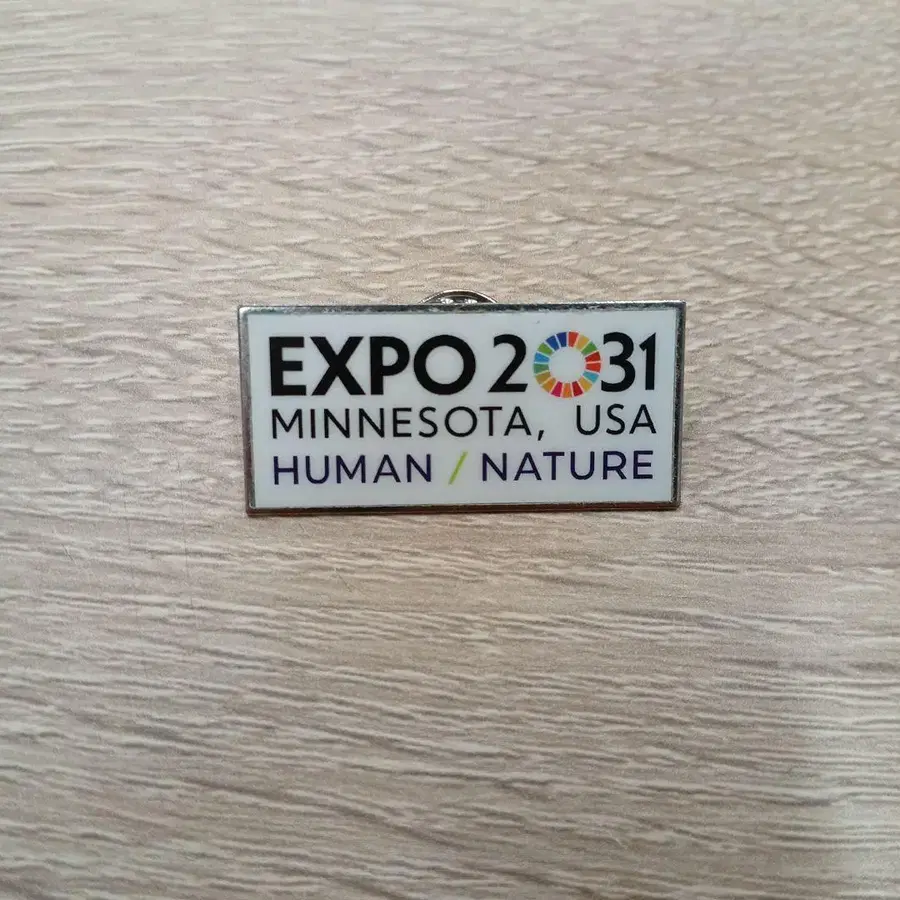 EXPO 2031
MINNESOTA, USA
HUMAN / NATURE